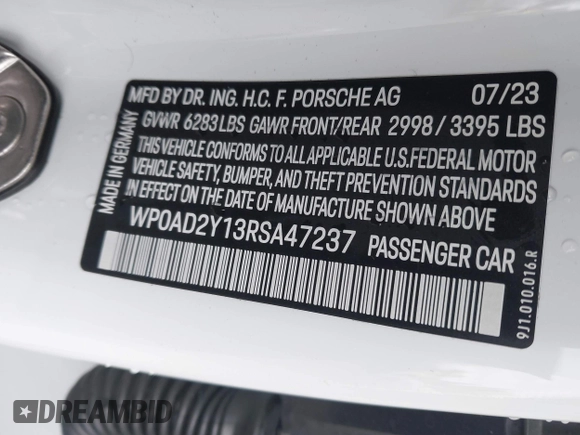 MFD BY DR. ING. H.C. F. PORSCHE AG 07/23
GVWR 6283 LBS GAWR FRONT/REAR 2998 / 3395 LBS
THIS VEHICLE CONFORMS TO ALL APPLICABLE U.S. FEDERAL MOTOR
VEHICLE SAFETY, BUMPER, AND THEFT PREVENTION STANDARDS
IN EFFECT ON THE DATE OF MANUFACTURE SHOWN ABOVE
WP0AD2Y13RSA47237 PASSENGER CAR
MADE IN GERMANY
9J1.010.016.R
DREAMBID